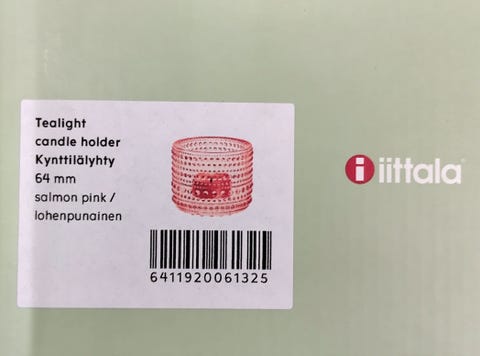 Tealight
candle holder
Kynttilälyhty
64 mm
salmon pink /
lohenpunainen
6411920061325
i iittala